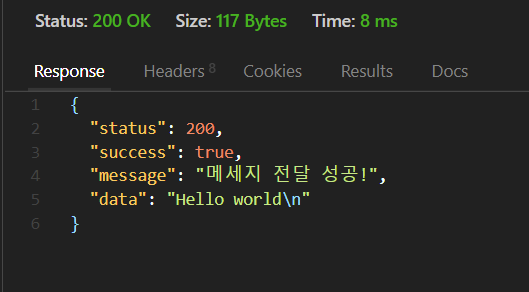 Status: 200 OK Size: 117 Bytes Time: 8 ms
Response Headers 8 Cookies Results Docs
1 {
2 "status": 200,
3 "success": true,
4 "message": "메세지 전달 성공!",
5 "data": "Hello world\n"
6 }